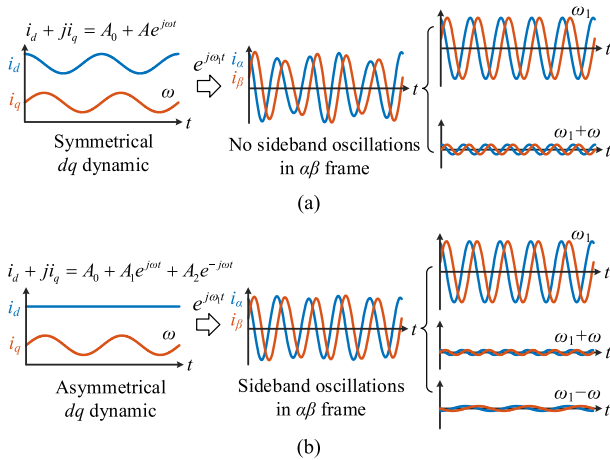 i_d + ji_q = A_0 + Ae^{jωt}
i_d
i_q
ω
t
Symmetrical
dq dynamic
e^{jω_1t}
i_α
i_β
t
No sideband oscillations
in αβ frame
ω_1
t
ω_1+ω
t
(a)
i_d + ji_q = A_0 + A_1e^{jωt} + A_2e^{-jωt}
i_d
i_q
ω
t
Asymmetrical
dq dynamic
e^{jω_1t}
i_α
i_β
t
Sideband oscillations
in αβ frame
ω_1
t
ω_1+ω
t
ω_1−ω
t
(b)